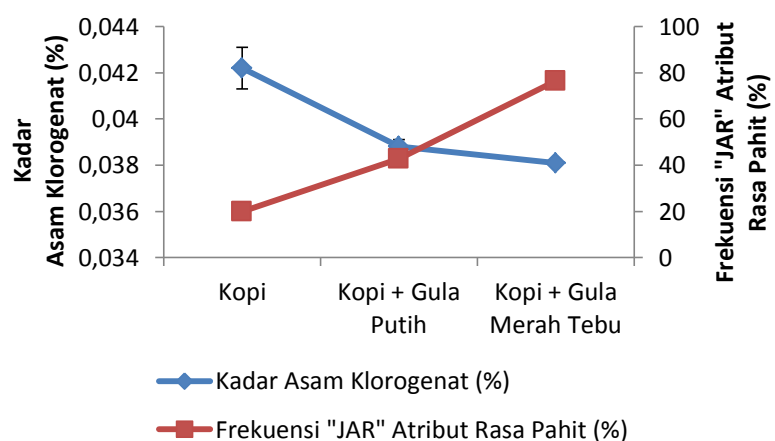 Kadar
Asam Klorogenat (%)
0,044
0,042
0,04
0,038
0,036
0,034
100
80
60
40
20
0
Frekuensi "JAR" Atribut
Rasa Pahit (%)
Kopi
Kopi + Gula
Putih
Kopi + Gula
Merah Tebu
Kadar Asam Klorogenat (%)
Frekuensi "JAR" Atribut Rasa Pahit (%)